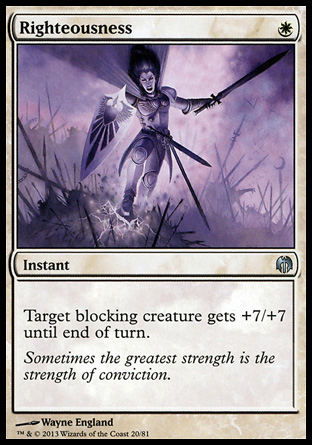 Righteousness
Instant
Target blocking creature gets +7/+7
until end of turn.
Sometimes the greatest strength is the
strength of conviction.
Wayne England
™ & © 2013 Wizards of the Coast 20/81